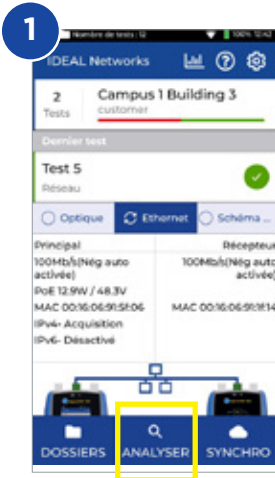 1
Nombre de tests: 12 100% 12:42
IDEAL Networks
2 Campus 1 Building 3
Tests customer
Dernier test
Test 5
Réseau
Optique Ethernet Schéma ...
Principal Récepteur
100Mb/s(Nég auto activée) 100Mb/s(Nég auto activée)
PoE 12.9W / 48.3V
MAC 00:16:06:91:5f:06 MAC 00:16:06:91:1f:14
IPv4- Acquisition
IPv6- Désactivé
DOSSIERS ANALYSER SYNCHRO